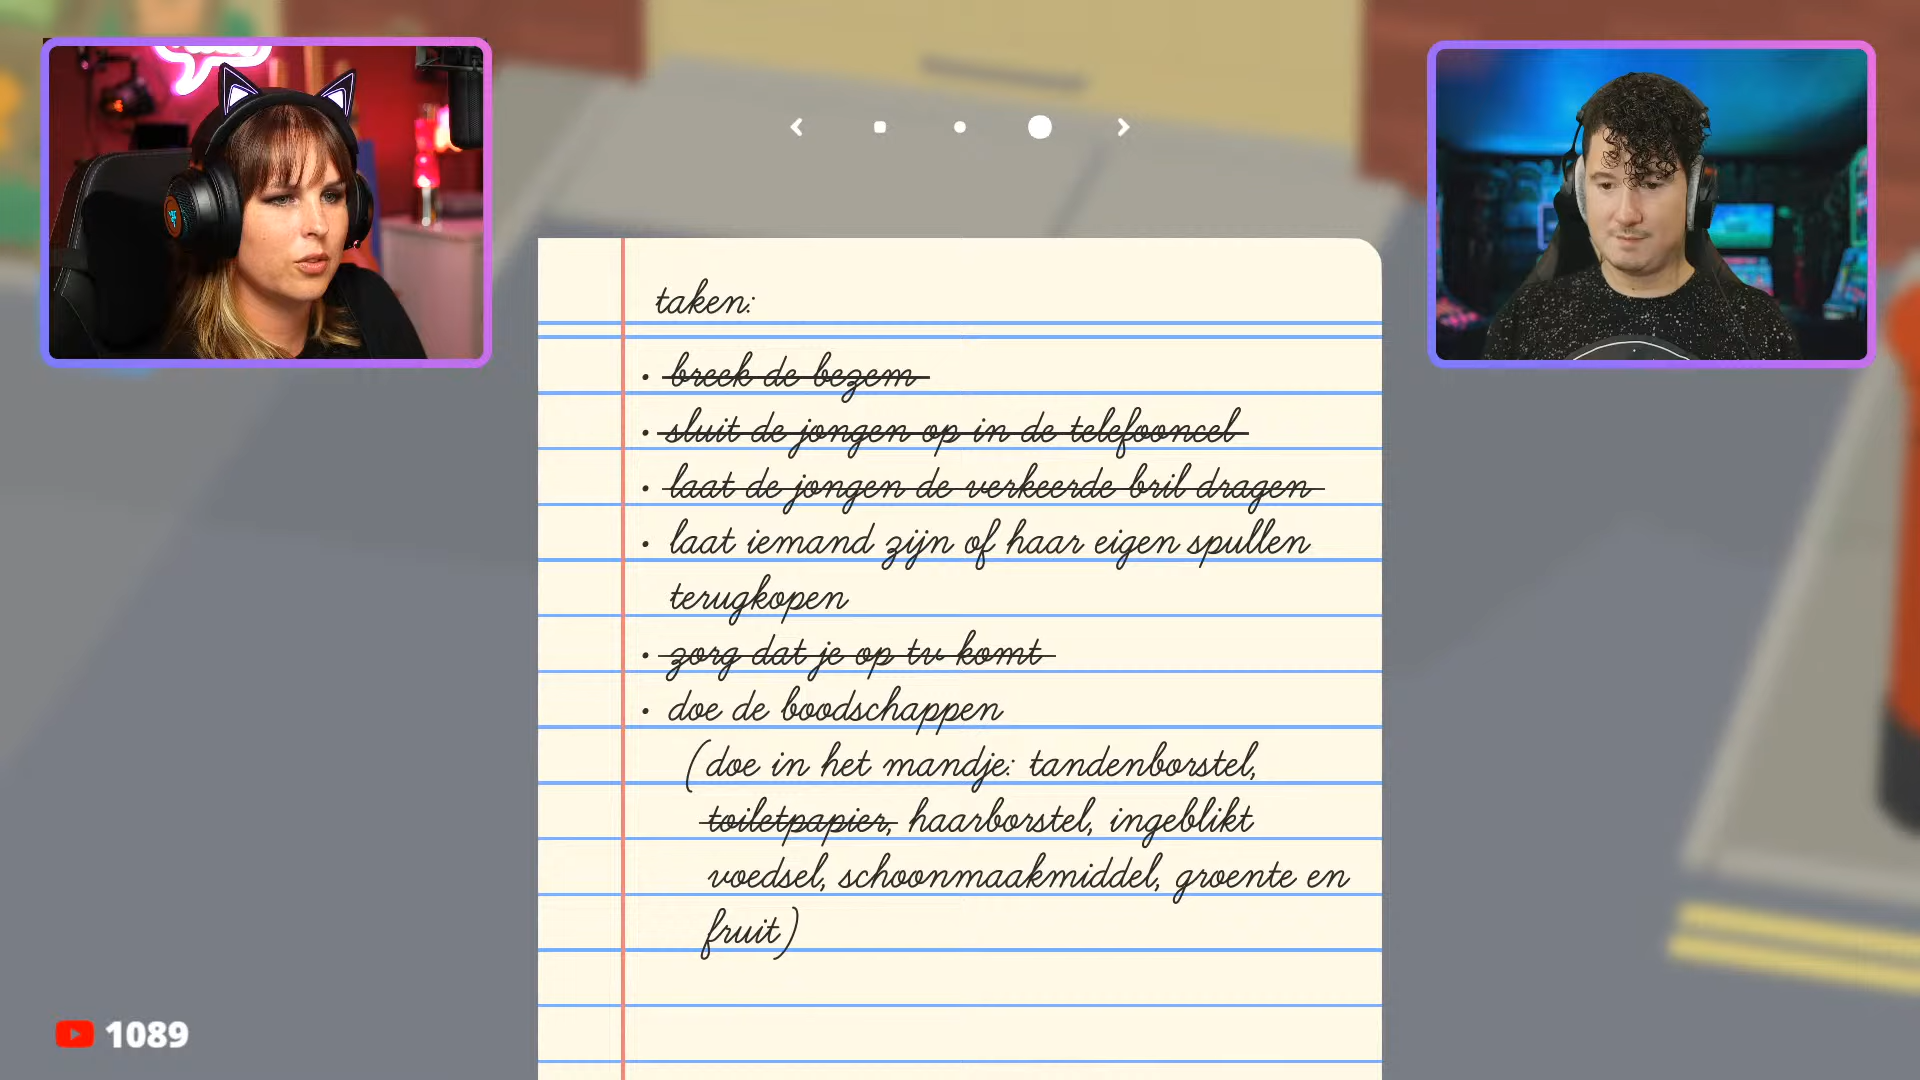 taken:
• breek de bezem
• sluit de jongen op in de telefooncel
• laat de jongen de verkeerde bril dragen
• laat iemand zijn of haar eigen spullen
terugkopen
• zorg dat je op tv komt
• doe de boodschappen
(doe in het mandje: tandenborstel,
toiletpapier, haarborstel, ingeblikt
voedsel, schoonmaakmiddel, groente en
fruit)
1089